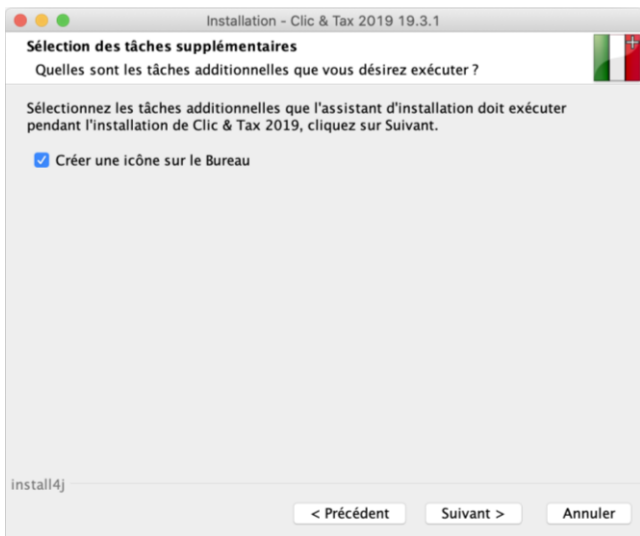 Installation - Clic & Tax 2019 19.3.1
Sélection des tâches supplémentaires
Quelles sont les tâches additionnelles que vous désirez exécuter ?
Sélectionnez les tâches additionnelles que l'assistant d'installation doit exécuter
pendant l'installation de Clic & Tax 2019, cliquez sur Suivant.
Créer une icône sur le Bureau
install4j
< Précédent
Suivant >
Annuler